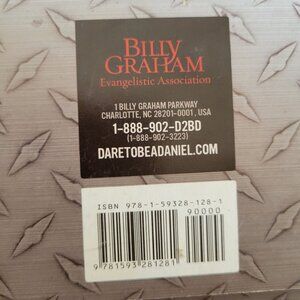 BILLY
GRAHAM
Evangelistic Association
1 BILLY GRAHAM PARKWAY
CHARLOTTE, NC 28201-0001, USA
1-888-902-D2BD
(1-888-902-3223)
DARETOBEADANIEL.COM
ISBN 978-1-59328-128-1
90000
9 781593 281281